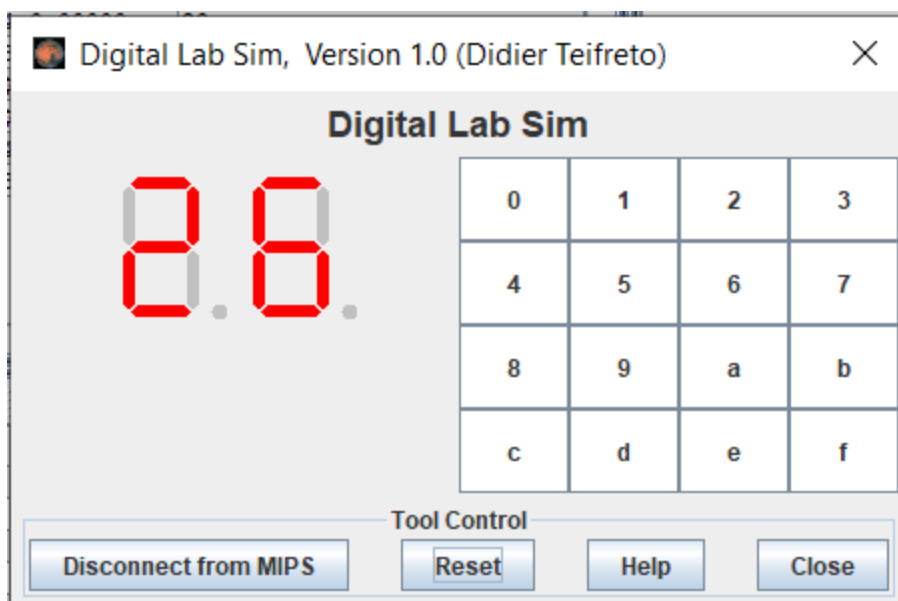 Digital Lab Sim, Version 1.0 (Didier Teifreto)
Digital Lab Sim
26
0 1 2 3
4 5 6 7
8 9 a b
c d e f
Tool Control
Disconnect from MIPS Reset Help Close